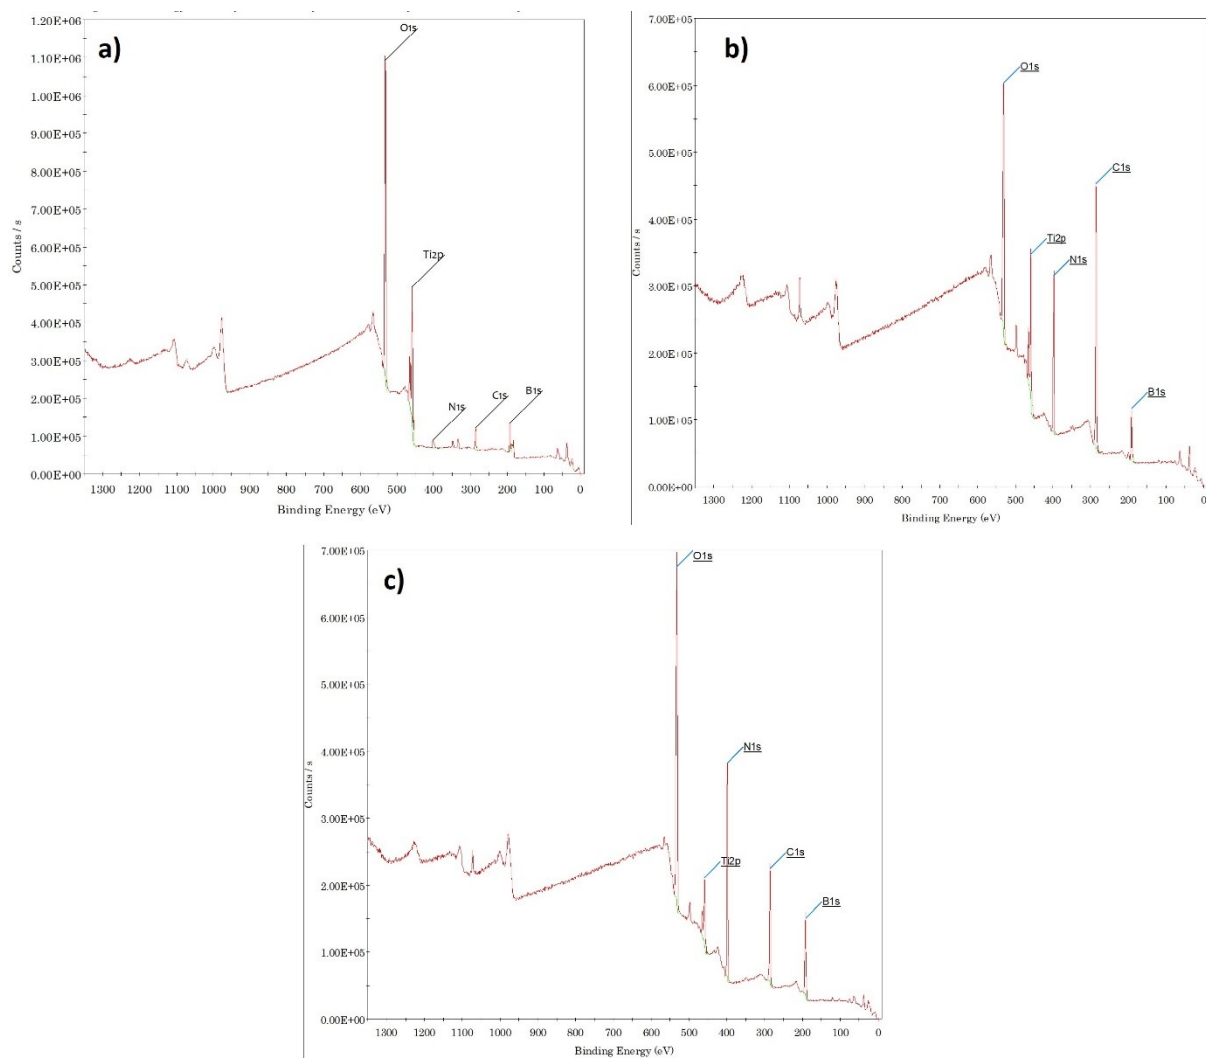 a)
O1s
Ti2p
N1s
C1s
B1s
1.20E+06
1.10E+06
1.00E+06
9.00E+05
8.00E+05
7.00E+05
6.00E+05
5.00E+05
4.00E+05
3.00E+05
2.00E+05
1.00E+05
0.00E+00
Counts / s
1300 1200 1100 1000 900 800 700 600 500 400 300 200 100 0
Binding Energy (eV)
b)
O1s
C1s
Ti2p
N1s
B1s
7.00E+05
6.00E+05
5.00E+05
4.00E+05
3.00E+05
2.00E+05
1.00E+05
0.00E+00
Counts / s
1300 1200 1100 1000 900 800 700 600 500 400 300 200 100 0
Binding Energy (eV)
c)
O1s
N1s
Ti2p
C1s
B1s
7.00E+05
6.00E+05
5.00E+05
4.00E+05
3.00E+05
2.00E+05
1.00E+05
0.00E+00
Counts / s
1300 1200 1100 1000 900 800 700 600 500 400 300 200 100 0
Binding Energy (eV)